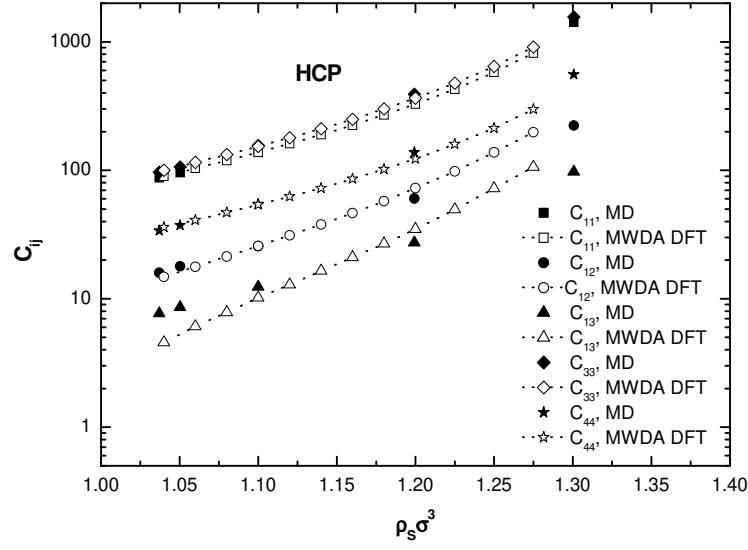 HCP
1000
100
10
1
C_ij
1.00 1.05 1.10 1.15 1.20 1.25 1.30 1.35 1.40
ρ_S σ^3
C_11, MD
C_11, MWDA DFT
C_12, MD
C_12, MWDA DFT
C_13, MD
C_13, MWDA DFT
C_33, MD
C_33, MWDA DFT
C_44, MD
C_44, MWDA DFT